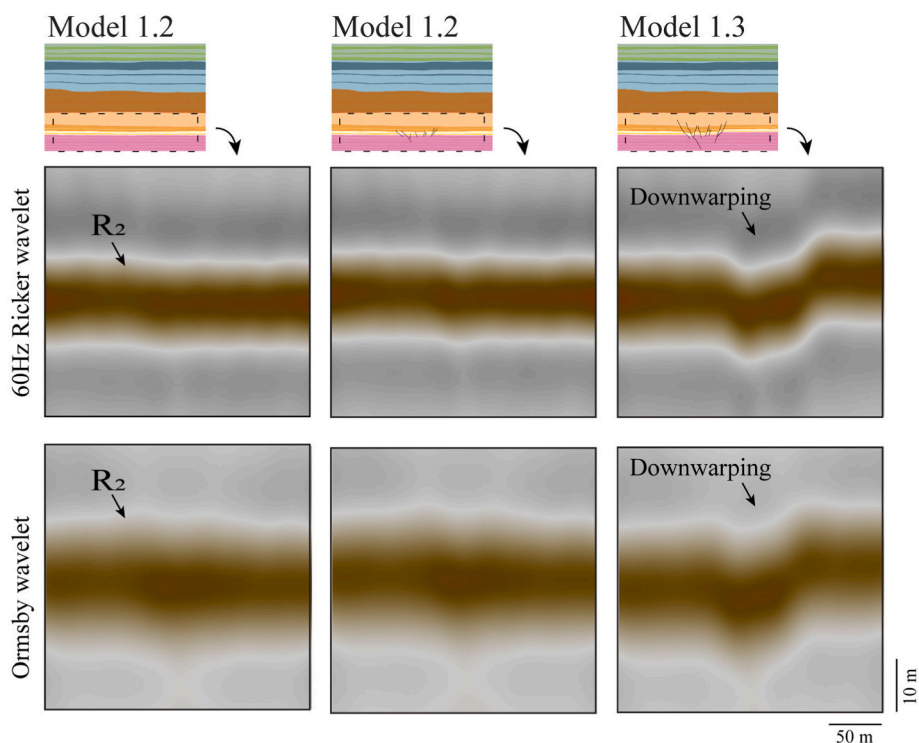 Model 1.2
Model 1.2
Model 1.3
60Hz Ricker wavelet
R₂
Downwarping
Ormsby wavelet
R₂
Downwarping
10 m
50 m